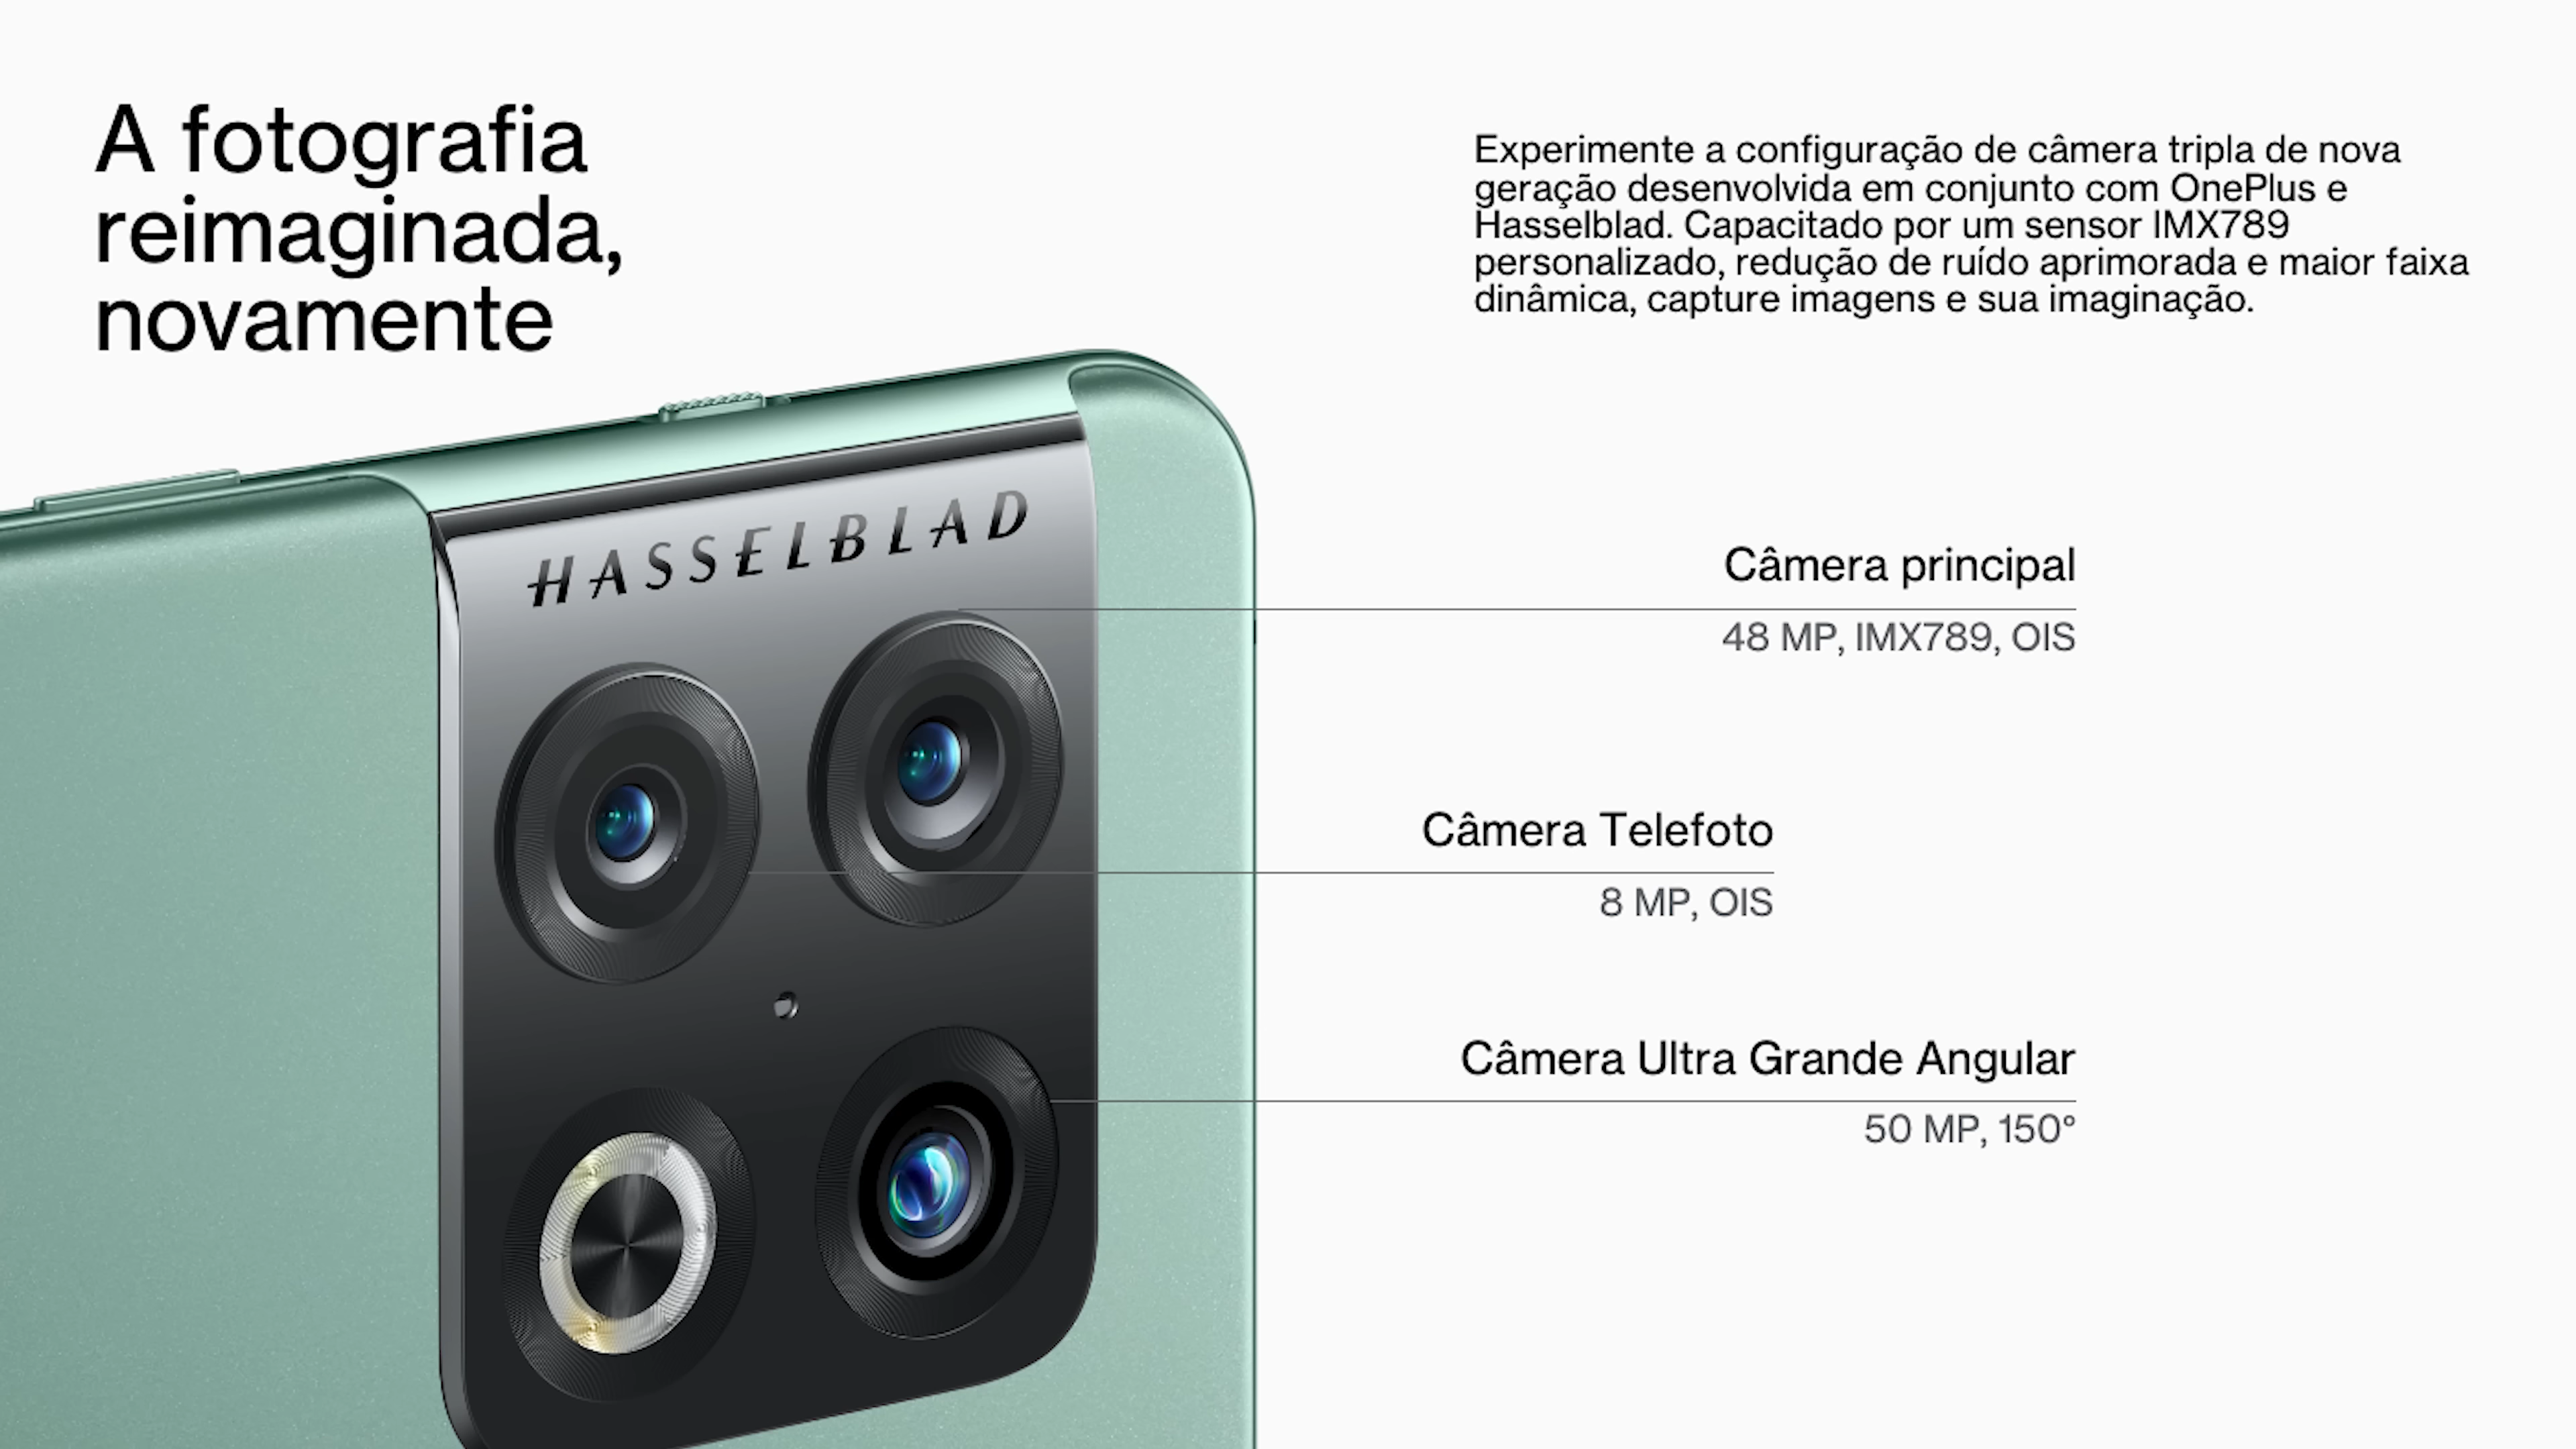 A fotografia
reimaginada,
novamente
Experimente a configuração de câmera tripla de nova
geração desenvolvida em conjunto com OnePlus e
Hasselblad. Capacitado por um sensor IMX789
personalizado, redução de ruído aprimorada e maior faixa
dinâmica, capture imagens e sua imaginação.
HASSELBLAD
Câmera principal
48 MP, IMX789, OIS
Câmera Telefoto
8 MP, OIS
Câmera Ultra Grande Angular
50 MP, 150°